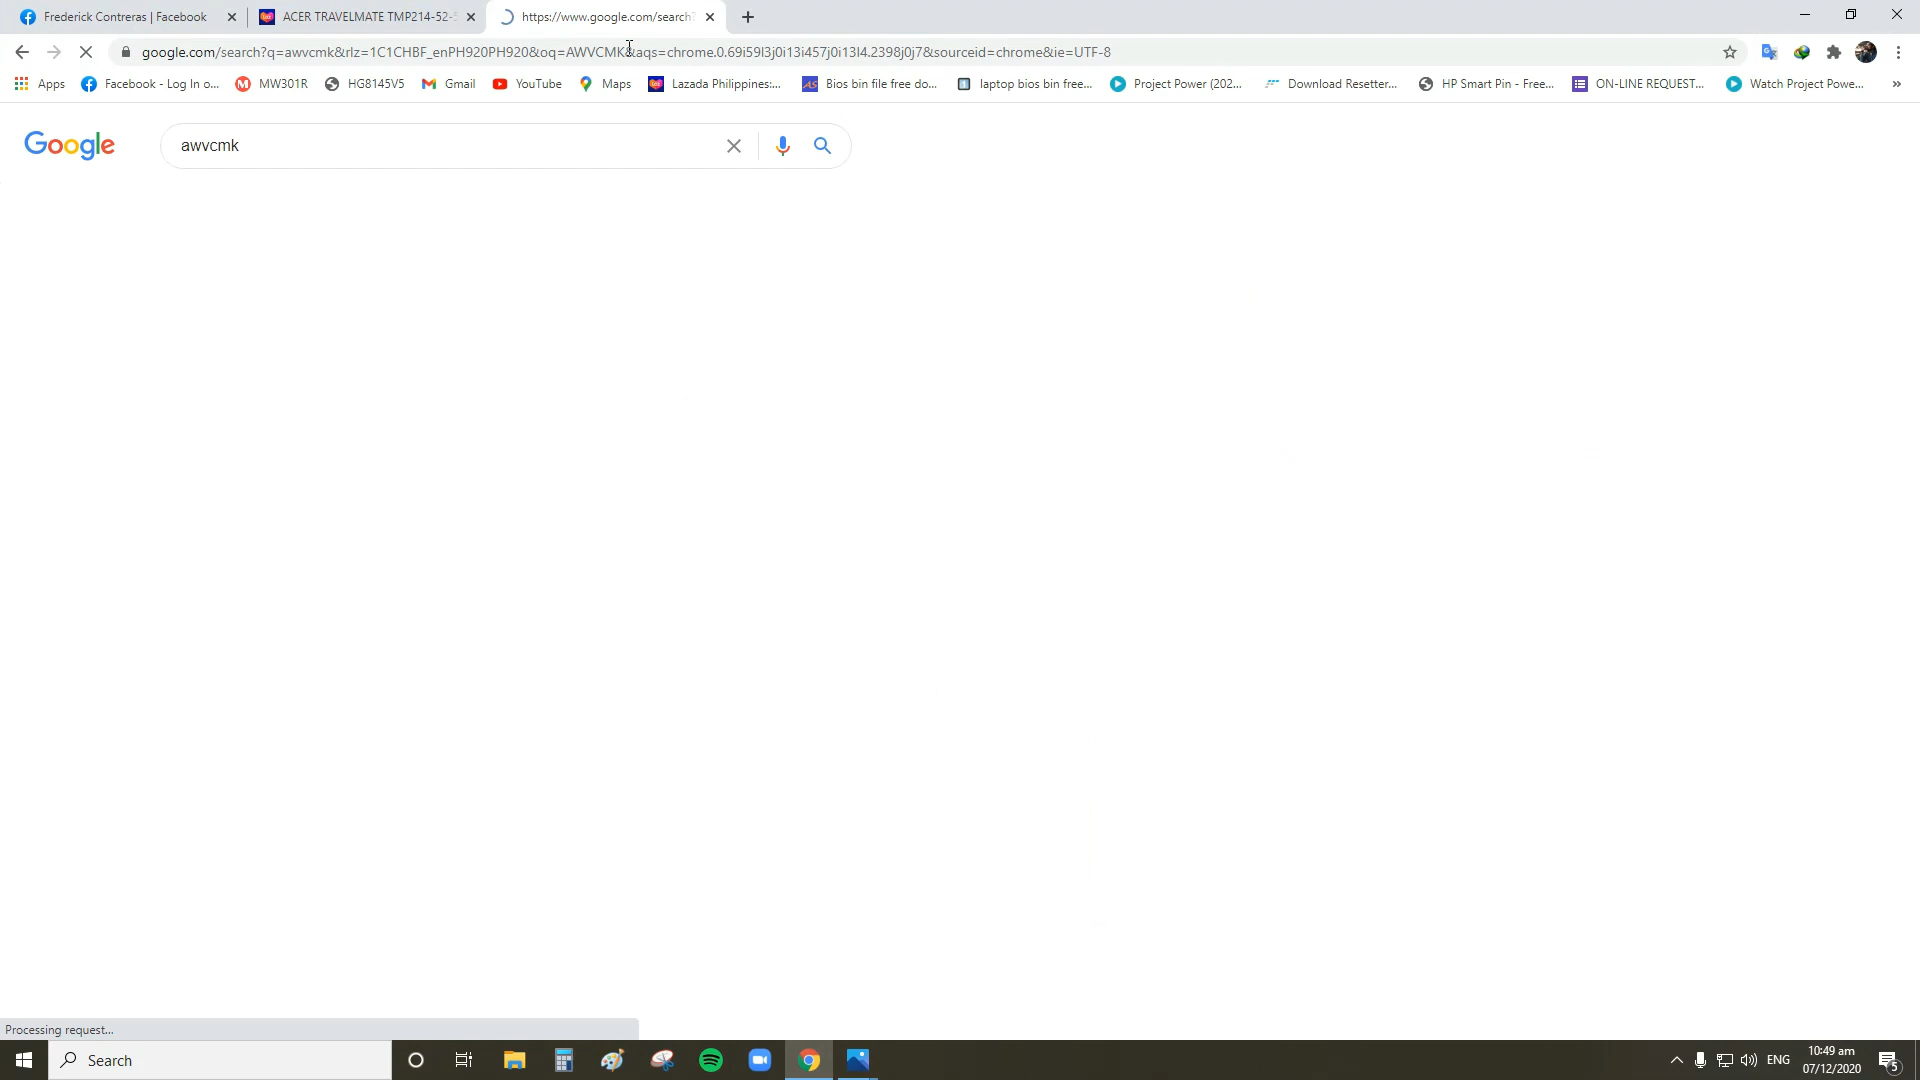 Frederick Contreras | Facebook
ACER TRAVELMATE TMP214-52-5
https://www.google.com/search?
google.com/search?q=awvcmk&rlz=1C1CHBF_enPH920PH920&oq=AWVCMK&aqs=chrome.0.69i59l3j0i13i457j0i13l4.2398j0j7&sourceid=chrome&ie=UTF-8
Apps
Facebook - Log In o...
MW301R
HG8145V5
Gmail
YouTube
Maps
Lazada Philippines:...
Bios bin file free do...
laptop bios bin free...
Project Power (202...
Download Resetter...
HP Smart Pin - Free...
ON-LINE REQUEST...
Watch Project Powe...
»
Google
awvcmk
Processing request...
Search
ENG
10:49 am
07/12/2020
5